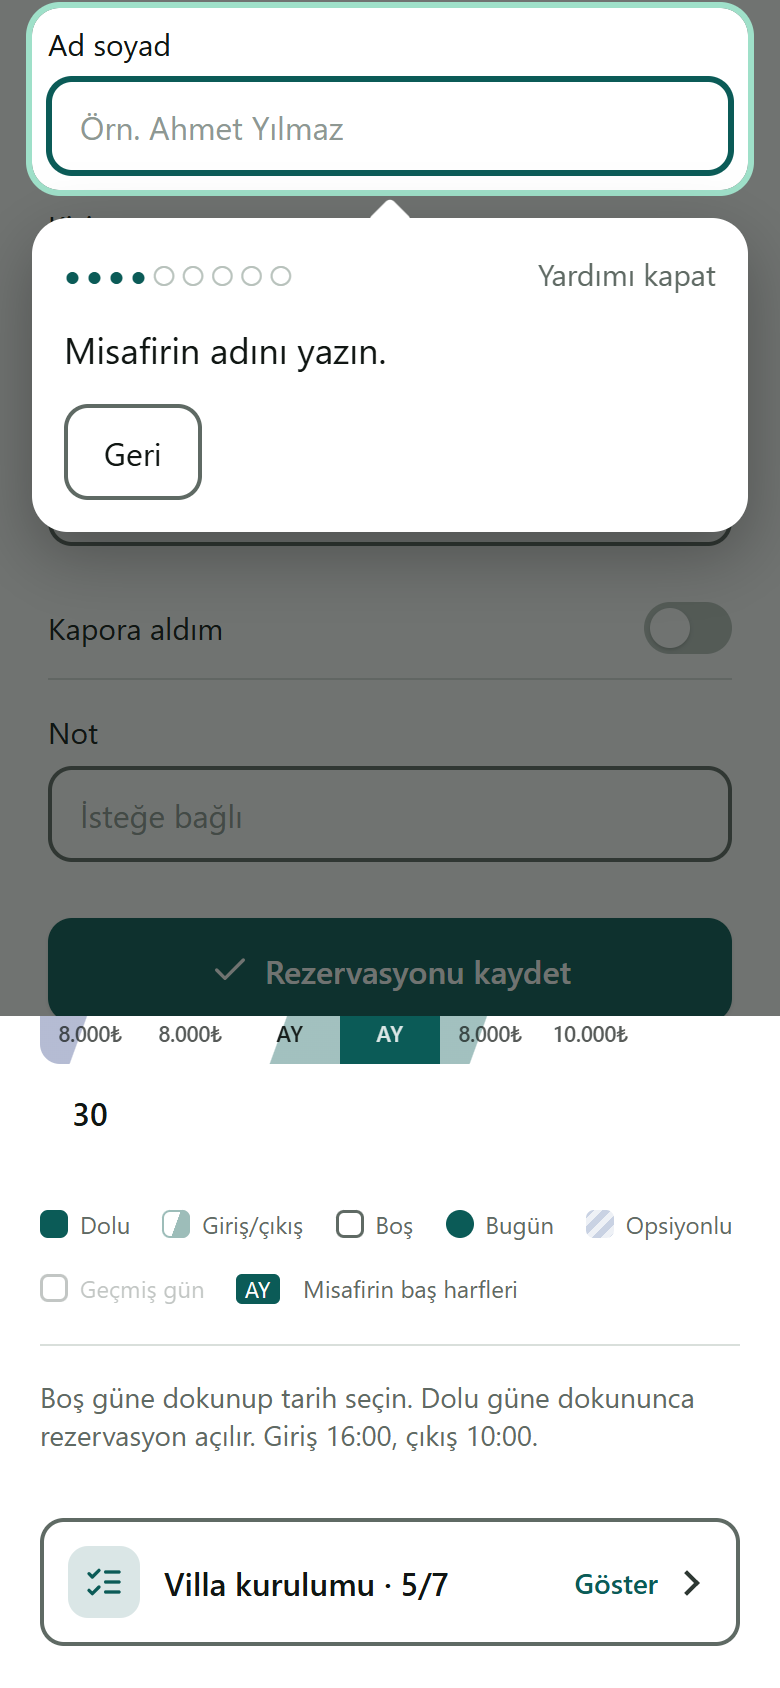 Ad soyad
Örn. Ahmet Yılmaz
Yardımı kapat
Misafirin adını yazın.
Geri
Kapora aldım
Not
İsteğe bağlı
Rezervasyonu kaydet
8.000₺ 8.000₺ AY AY 8.000₺ 10.000₺
30
Dolu Giriş/çıkış Boş Bugün Opsiyonlu
Geçmiş gün AY Misafirin baş harfleri
Boş güne dokunup tarih seçin. Dolu güne dokununca
rezervasyon açılır. Giriş 16:00, çıkış 10:00.
Villa kurulumu · 5/7 Göster